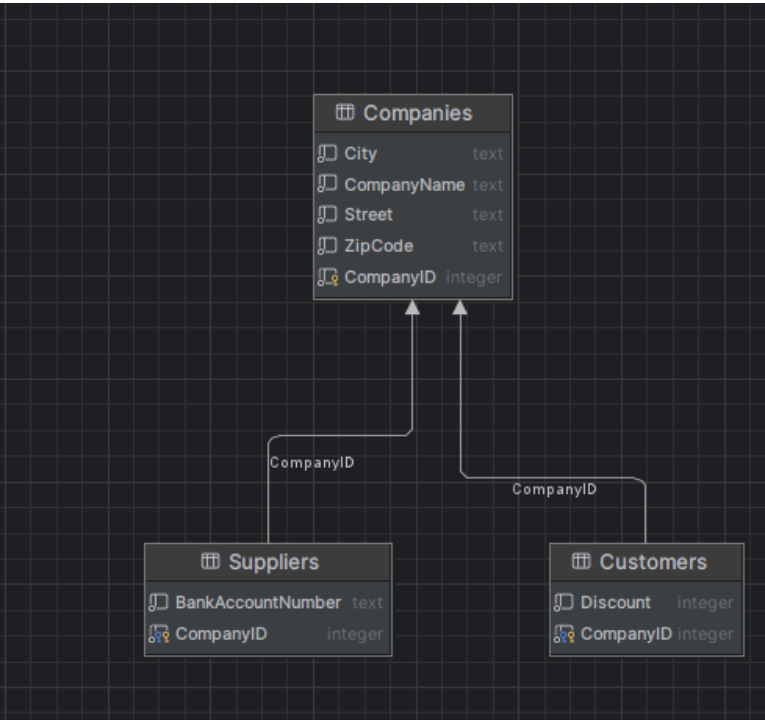 Companies
City text
CompanyName text
Street text
ZipCode text
CompanyID integer
CompanyID
CompanyID
Suppliers
BankAccountNumber text
CompanyID integer
Customers
Discount integer
CompanyID integer